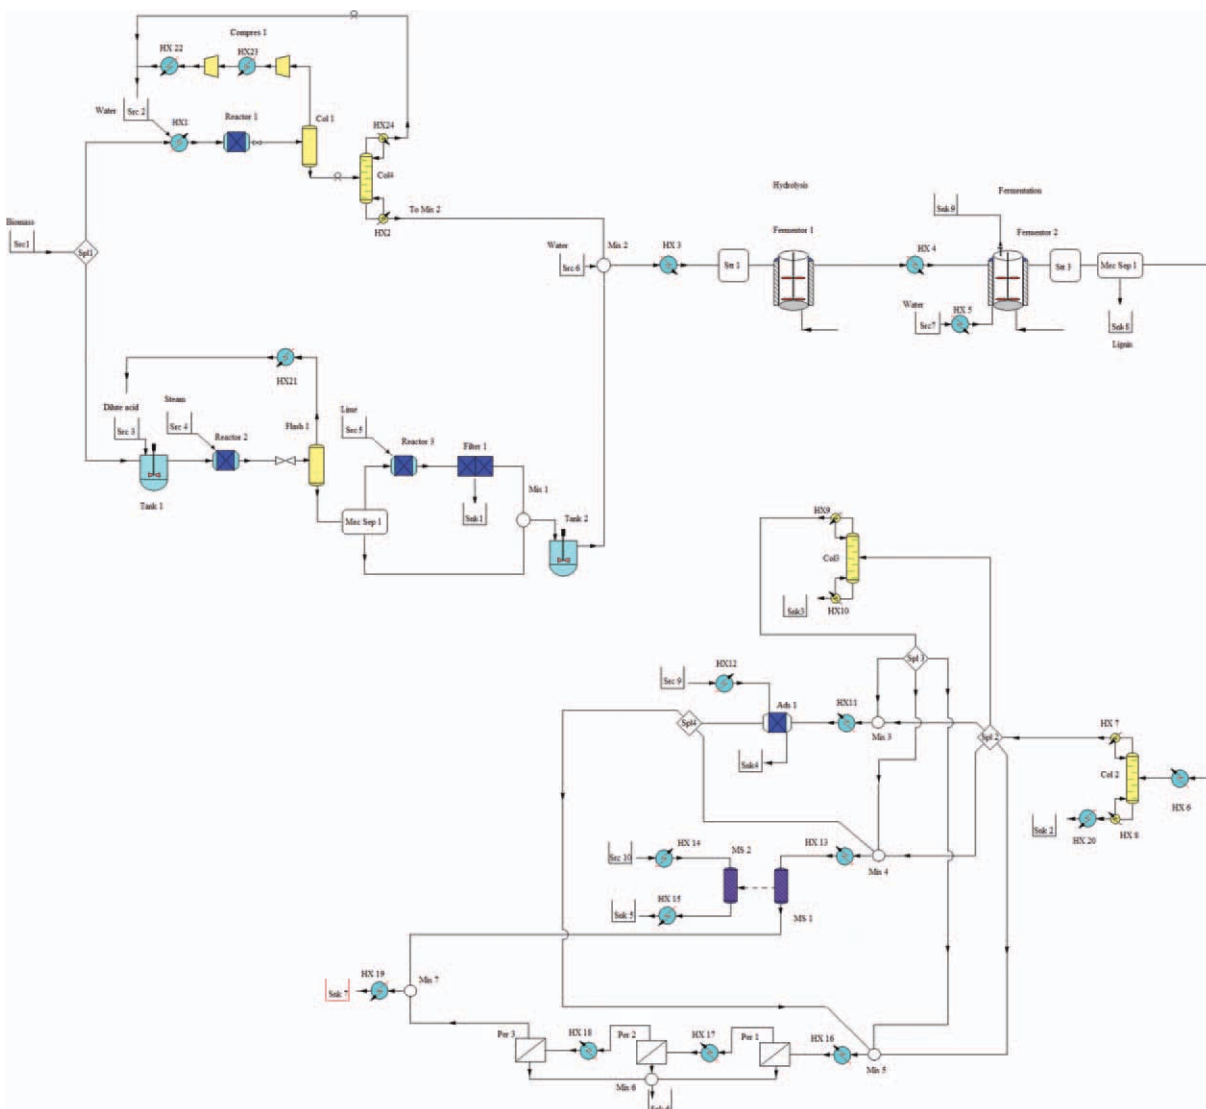 Compres 1
HX 22
HX23
Water
Src 2
HX1
Reactor 1
Col 1
HX24
Col4
HX2
To Mix 2
Biomass
Src1
Spl1
Hydrolysis
Fermentation
Snk9
Fermentor 1
Fermentor 2
Water
Src 6
Mix 2
HX 3
Str 1
HX 4
Str 3
Mec Sep 1
Water
Src7
HX 5
Snk 8
Lignin
HX21
Dilute acid
Src 3
Steam
Src 4
Reactor 2
Flash 1
Tank 1
Lime
Src 5
Reactor 3
Filter 1
Snk1
Mix 1
Mec Sep 1
Tank 2
HX9
Col3
Snk3
HX10
Src 9
HX12
Spl 3
Ads 1
HX11
Spl4
Mix 3
Spl 2
Snk4
HX 7
Col 2
HX 6
Snk 2
HX 20
HX 8
Src 10
HX 14
MS 2
HX 13
Mix 4
Snk 5
HX 15
MS 1
Snk 7
HX 19
Mix 7
Per 3
HX 18
Per 2
HX 17
Per 1
HX 16
Mix 5
Mix 6
Snk 6